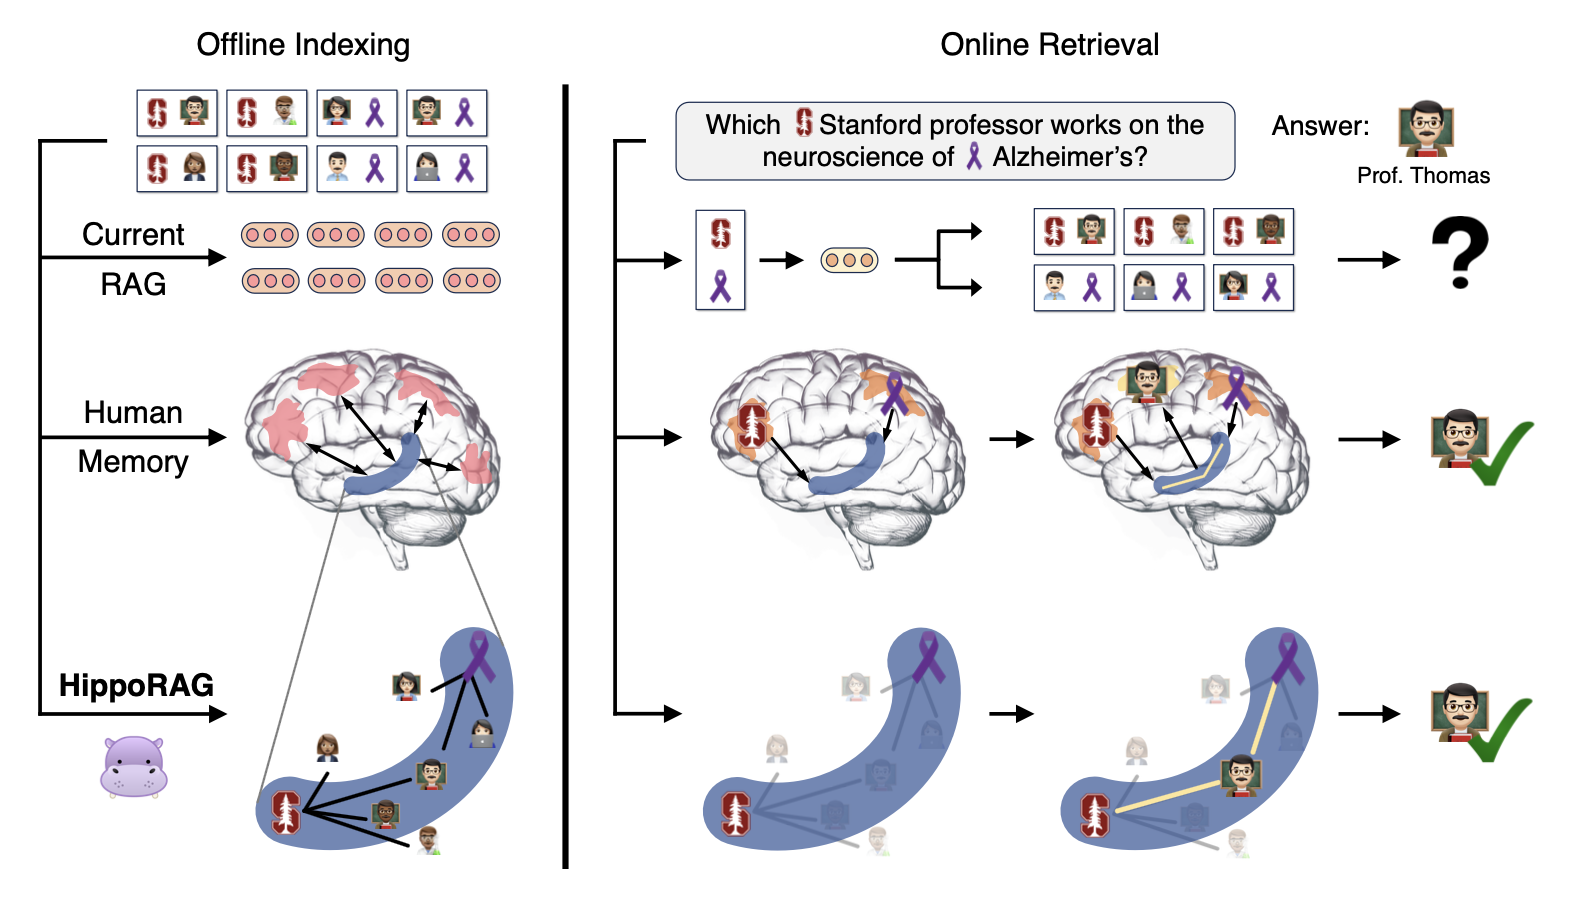 Offline Indexing
Online Retrieval
Which S Stanford professor works on the
neuroscience of Alzheimer's?
Answer:
Prof. Thomas
Current
RAG
?
Human
Memory
HippoRAG